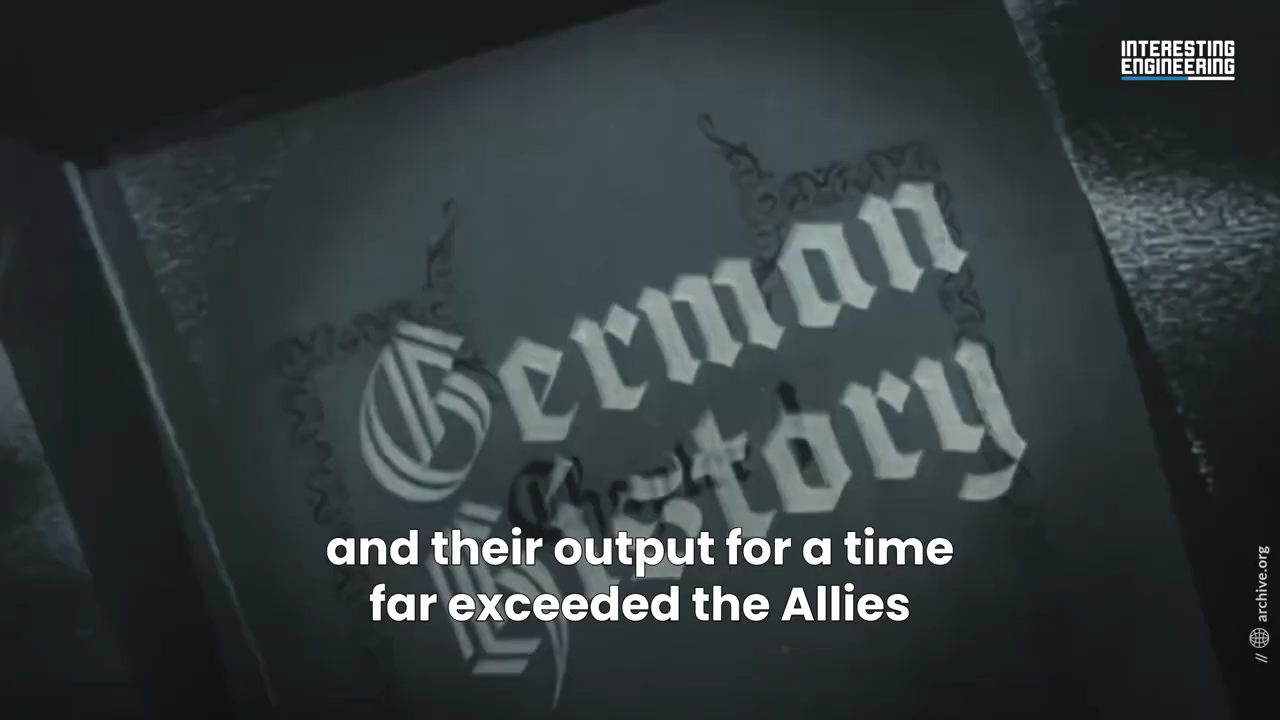 INTERESTING
ENGINEERING
German
History
and their output for a time
far exceeded the Allies
// archive.org